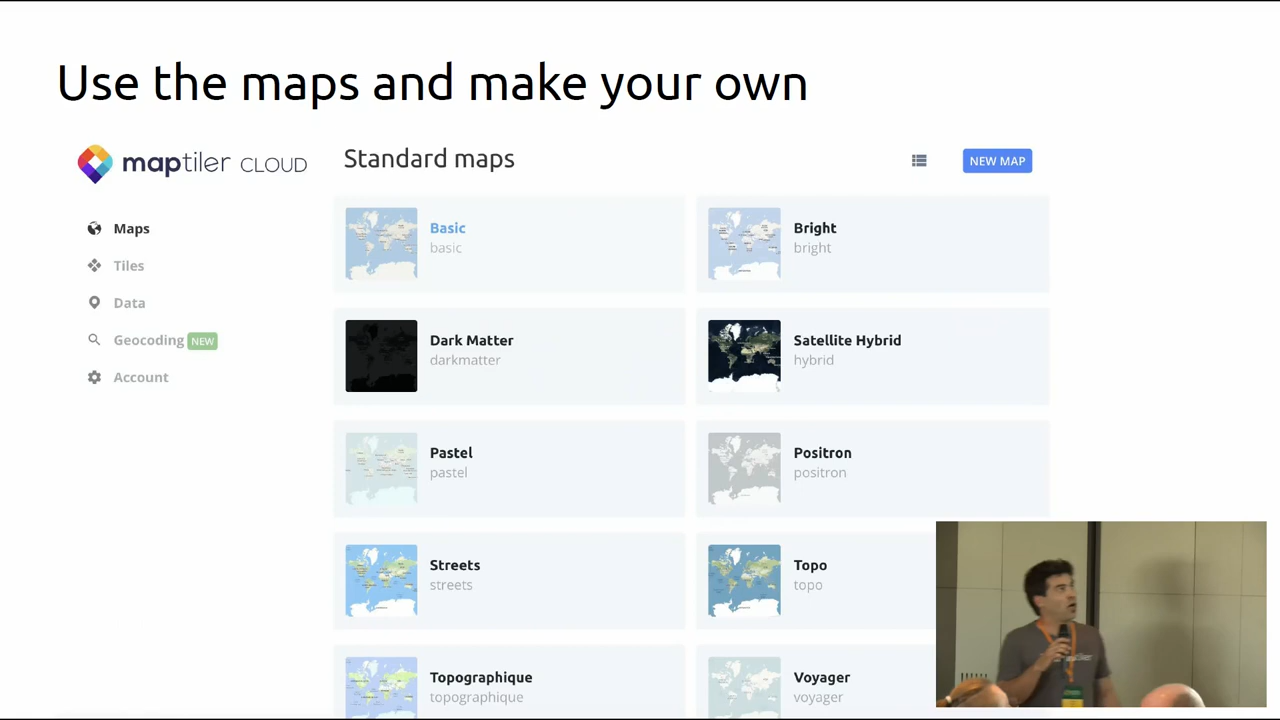 Use the maps and make your own
maptiler CLOUD
Standard maps
NEW MAP
Maps
Tiles
Data
Geocoding NEW
Account
Basic
basic
Bright
bright
Dark Matter
darkmatter
Satellite Hybrid
hybrid
Pastel
pastel
Positron
positron
Streets
streets
Topo
topo
Topographique
topographique
Voyager
voyager